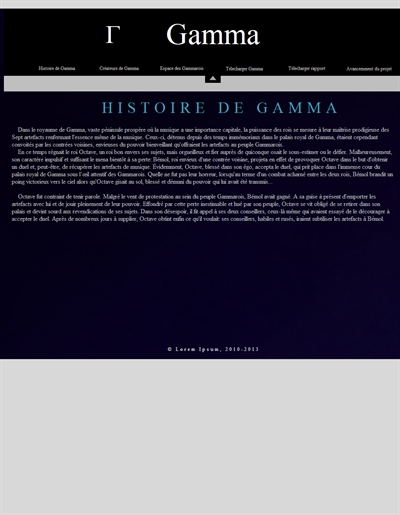 Γ Gamma
Histoire de Gamma Créateurs de Gamma Espace des Gammarois Télécharger Gamma Télécharger rapport Avancement du projet
HISTOIRE DE GAMMA
Dans le royaume de Gamma, vaste péninsule prospère où la musique a une importance capitale, la puissance des rois se mesure à leur maîtrise prodigieuse des
Sept artefacts renfermant l'essence même de la musique. Ceux-ci, détenus depuis des temps immémoriaux dans le palais royal de Gamma, étaient cependant
convoités par les contrées voisines, envieuses du pouvoir bienveillant qu'offraient les artefacts au peuple Gammarois.
En ce temps régnait le roi Octave, un roi bon envers ses sujets, mais orgueilleux et fier auprès de quiconque osait le sous-estimer ou le défier. Malheureusement,
son caractère impulsif et suffisant le mena bientôt à sa perte: Bémol, roi envieux d'une contrée voisine, projeta en effet de provoquer Octave dans le but d'obtenir
un duel et, peut-être, de récupérer les artefacts de musique. Évidemment, Octave, blessé dans son égo, accepta le duel, qui prit place dans l'immense cour du
palais royal de Gamma sous l'œil attentif des Gammarois. Quelle ne fut pas leur horreur, lorsqu'au terme d'un combat acharné entre les deux rois, Bémol brandit un
poing victorieux vers le ciel alors qu'Octave gisait au sol, blessé et démuni du pouvoir qui lui avait été transmis...
Octave fut contraint de tenir parole. Malgré le vent de protestation au sein du peuple Gammarois, Bémol avait gagné. À sa guise à présent d'emporter les
artefacts avec lui et de jouir pleinement de leur pouvoir. Effondré par cette perte inestimable et hué par son peuple, Octave se vit obligé de se retirer dans son
palais et devint sourd aux revendications de ses sujets. Dans son désespoir, il fit appel à ses deux conseillers, ceux-là même qui avaient essayé de le décourager à
accepter le duel. Après de nombreux jours à supplier, Octave obtint enfin ce qu'il voulait: ses conseillers, habiles et rusés, iraient subtiliser les artefacts à Bémol.
© Lorem Ipsum, 2010-2013